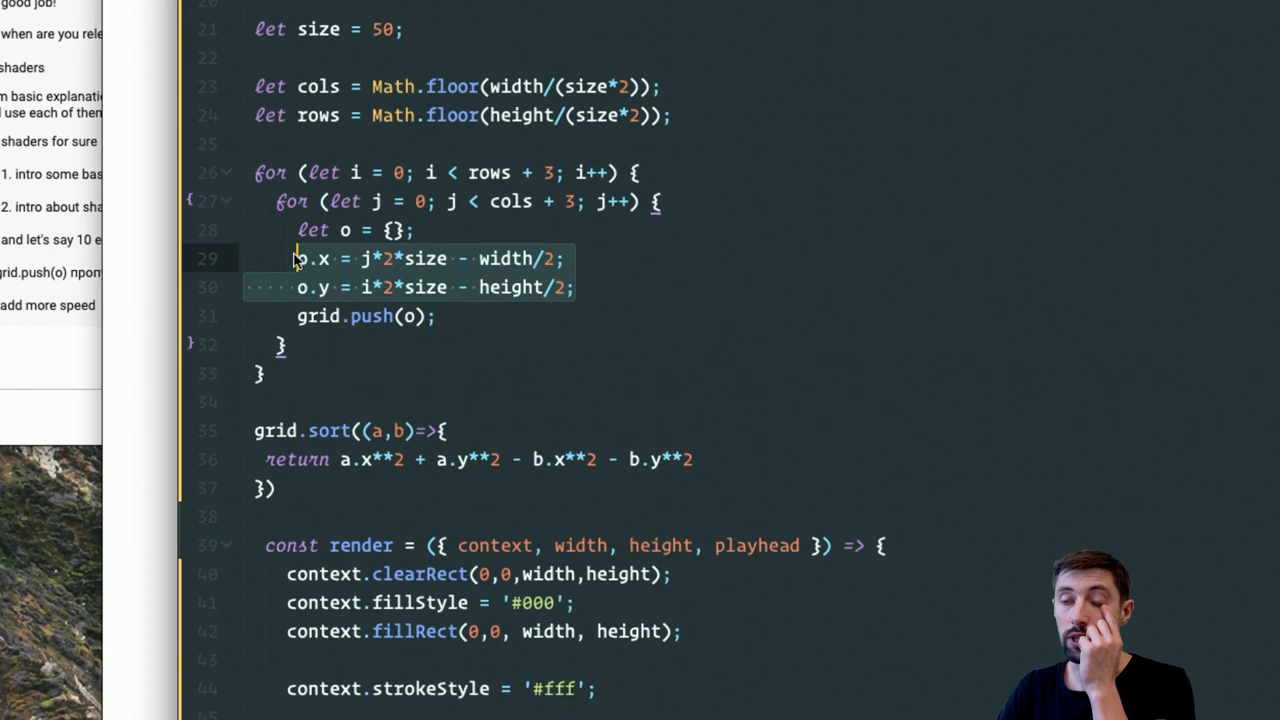 good job!
when are you rele
shaders
m basic explanati
l use each of them
shaders for sure
1. intro some bas
2. intro about sha
and let's say 10 e
grid.push(o) проп
add more speed
20
21 let size = 50;
22
23 let cols = Math.floor(width/(size*2));
24 let rows = Math.floor(height/(size*2));
25
26 for (let i = 0; i < rows + 3; i++) {
{ 27 for (let j = 0; j < cols + 3; j++) {
28 let o = {};
29 o.x = j*2*size - width/2;
30 o.y = i*2*size - height/2;
31 grid.push(o);
} 32 }
33 }
34
35 grid.sort((a,b)=>{
36 return a.x**2 + a.y**2 - b.x**2 - b.y**2
37 })
38
39 const render = ({ context, width, height, playhead }) => {
40 context.clearRect(0,0,width,height);
41 context.fillStyle = '#000';
42 context.fillRect(0,0, width, height);
43
44 context.strokeStyle = '#fff';
45